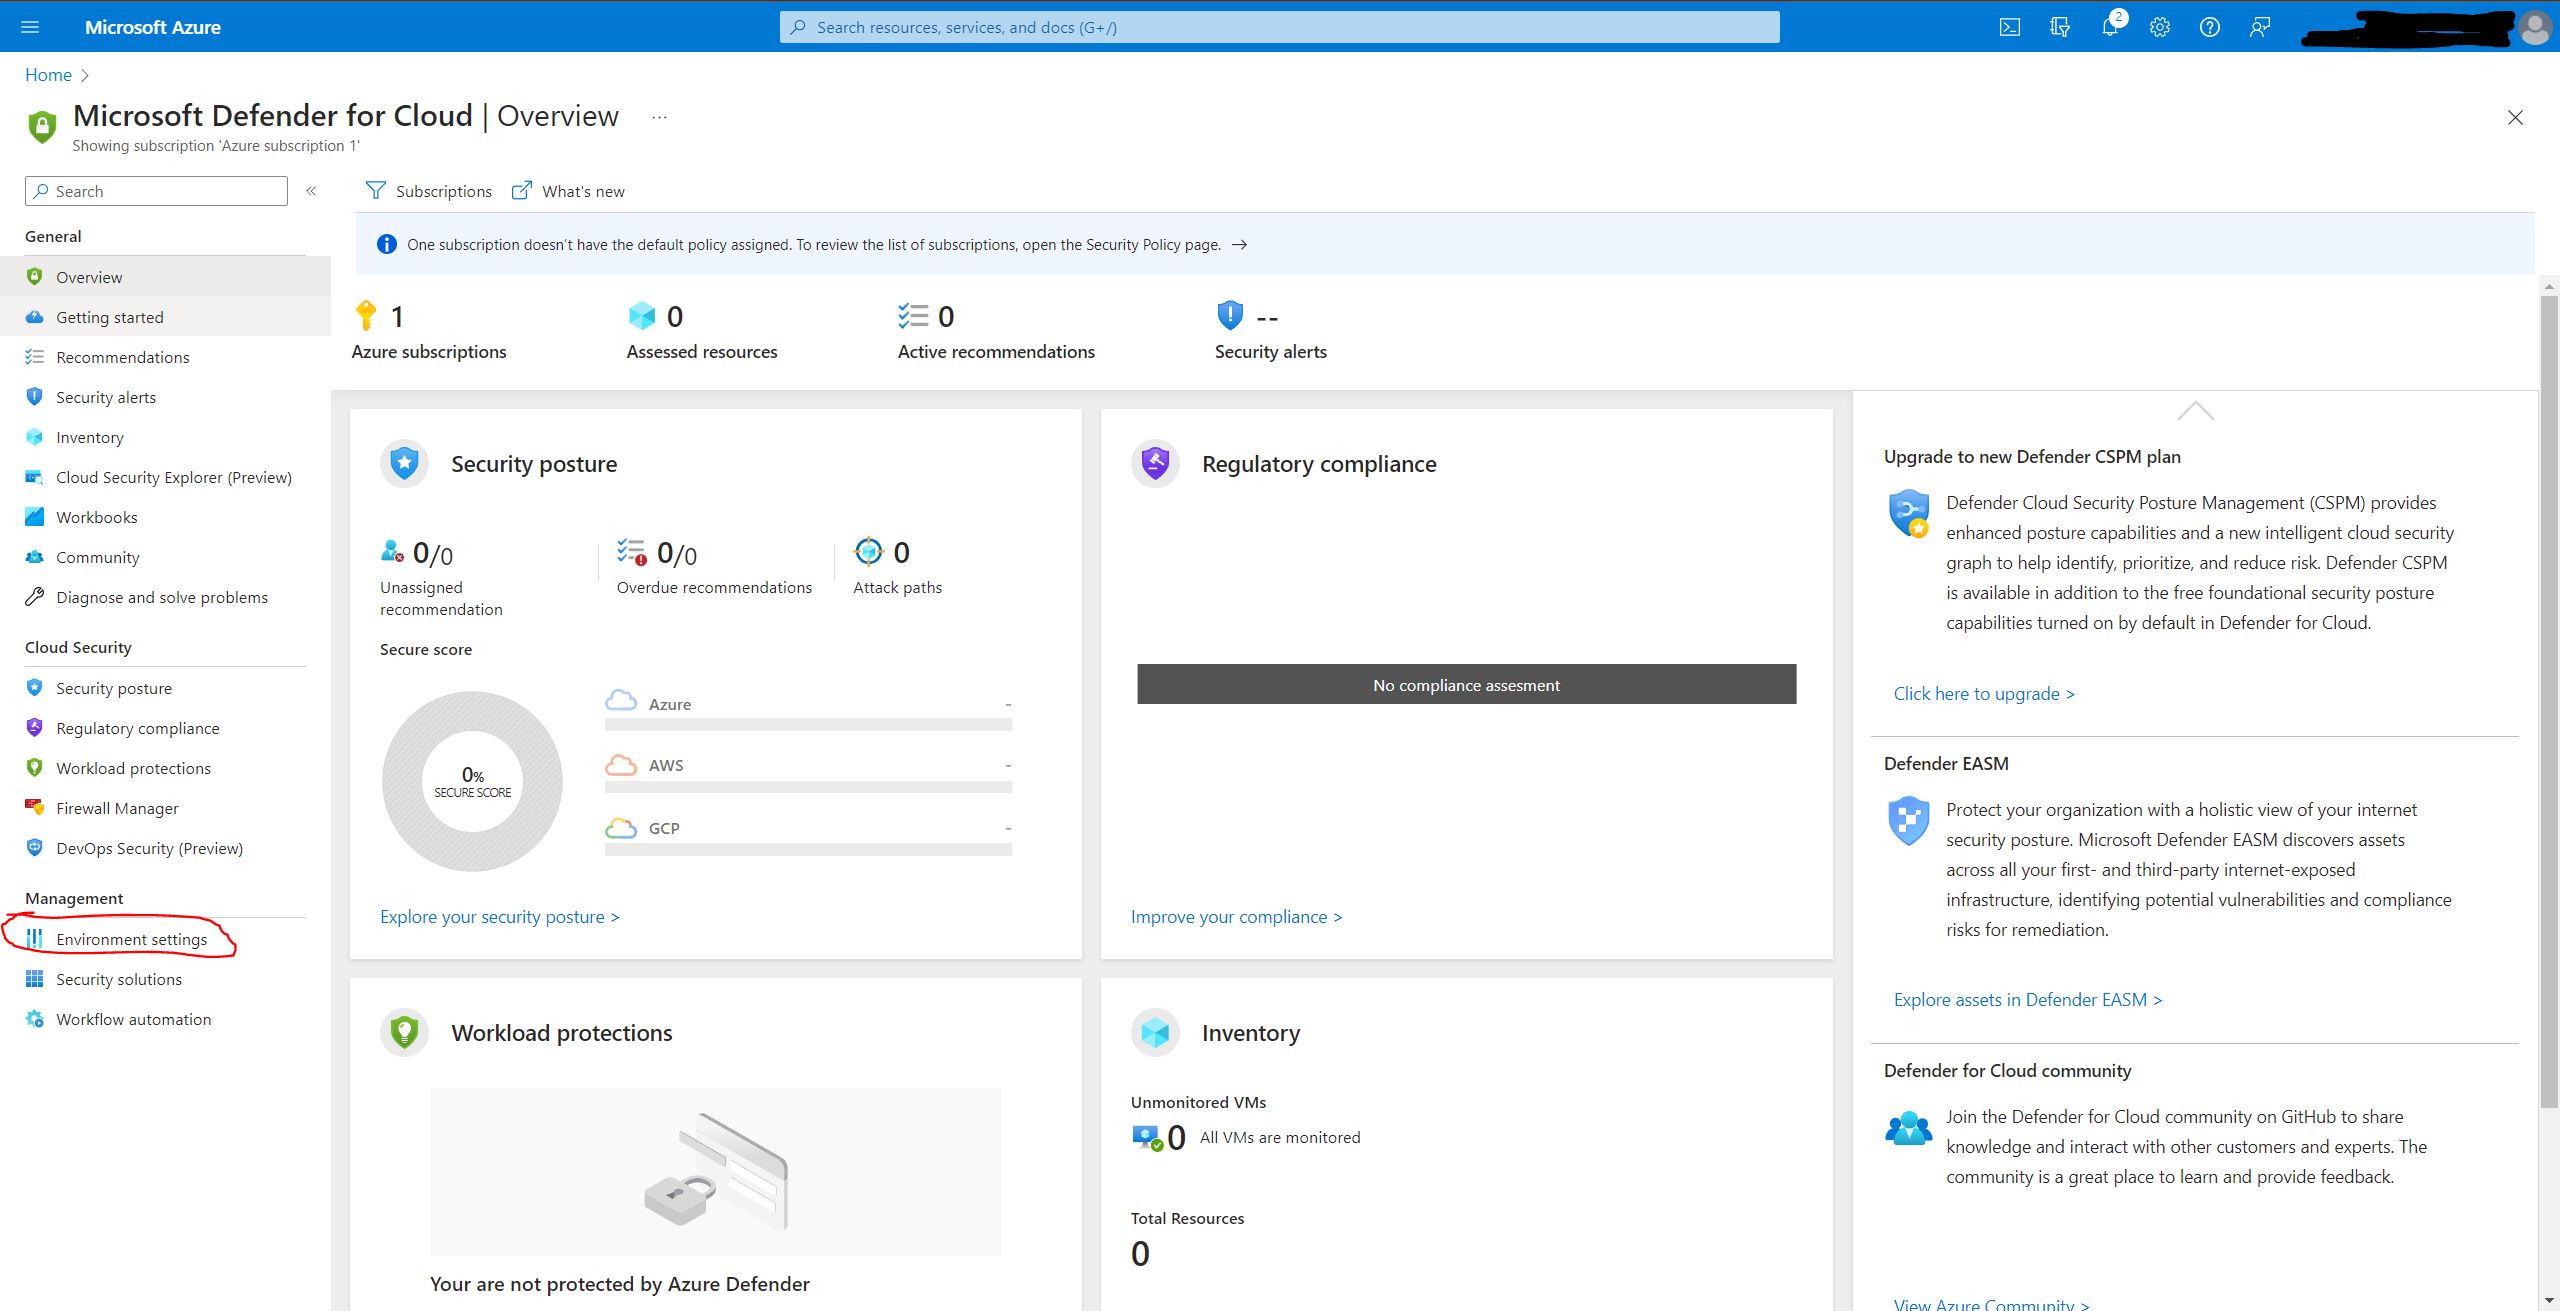 Microsoft Azure
Search resources, services, and docs (G+/)
2
Home
Microsoft Defender for Cloud | Overview ...
Showing subscription 'Azure subscription 1'
Search
«
Subscriptions
What's new
General
Overview
Getting started
Recommendations
Security alerts
Inventory
Cloud Security Explorer (Preview)
Workbooks
Community
Diagnose and solve problems
Cloud Security
Security posture
Regulatory compliance
Workload protections
Firewall Manager
DevOps Security (Preview)
Management
Environment settings
Security solutions
Workflow automation
One subscription doesn't have the default policy assigned. To review the list of subscriptions, open the Security Policy page. →
1
Azure subscriptions
0
Assessed resources
0
Active recommendations
--
Security alerts
Security posture
0/0
Unassigned
recommendation
0/0
Overdue recommendations
0
Attack paths
Secure score
0%
SECURE SCORE
Azure -
AWS -
GCP -
Explore your security posture >
Regulatory compliance
No compliance assesment
Improve your compliance >
Workload protections
Your are not protected by Azure Defender
Inventory
Unmonitored VMs
0 All VMs are monitored
Total Resources
0
Upgrade to new Defender CSPM plan
Defender Cloud Security Posture Management (CSPM) provides
enhanced posture capabilities and a new intelligent cloud security
graph to help identify, prioritize, and reduce risk. Defender CSPM
is available in addition to the free foundational security posture
capabilities turned on by default in Defender for Cloud.
Click here to upgrade >
Defender EASM
Protect your organization with a holistic view of your internet
security posture. Microsoft Defender EASM discovers assets
across all your first- and third-party internet-exposed
infrastructure, identifying potential vulnerabilities and compliance
risks for remediation.
Explore assets in Defender EASM >
Defender for Cloud community
Join the Defender for Cloud community on GitHub to share
knowledge and interact with other customers and experts. The
community is a great place to learn and provide feedback.
View Azure Community >